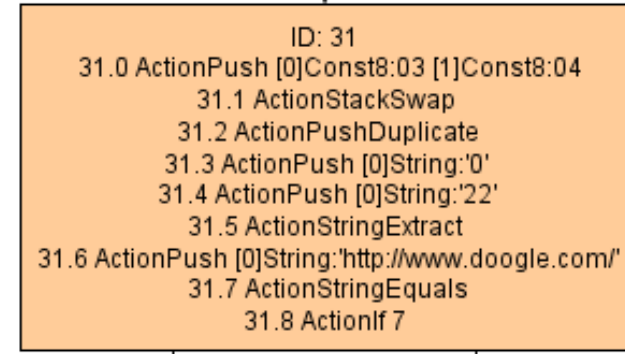 ID: 31
31.0 ActionPush [0]Const8:03 [1]Const8:04
31.1 ActionStackSwap
31.2 ActionPushDuplicate
31.3 ActionPush [0]String:'0'
31.4 ActionPush [0]String:'22'
31.5 ActionStringExtract
31.6 ActionPush [0]String:'http://www.doogle.com/'
31.7 ActionStringEquals
31.8 ActionIf 7